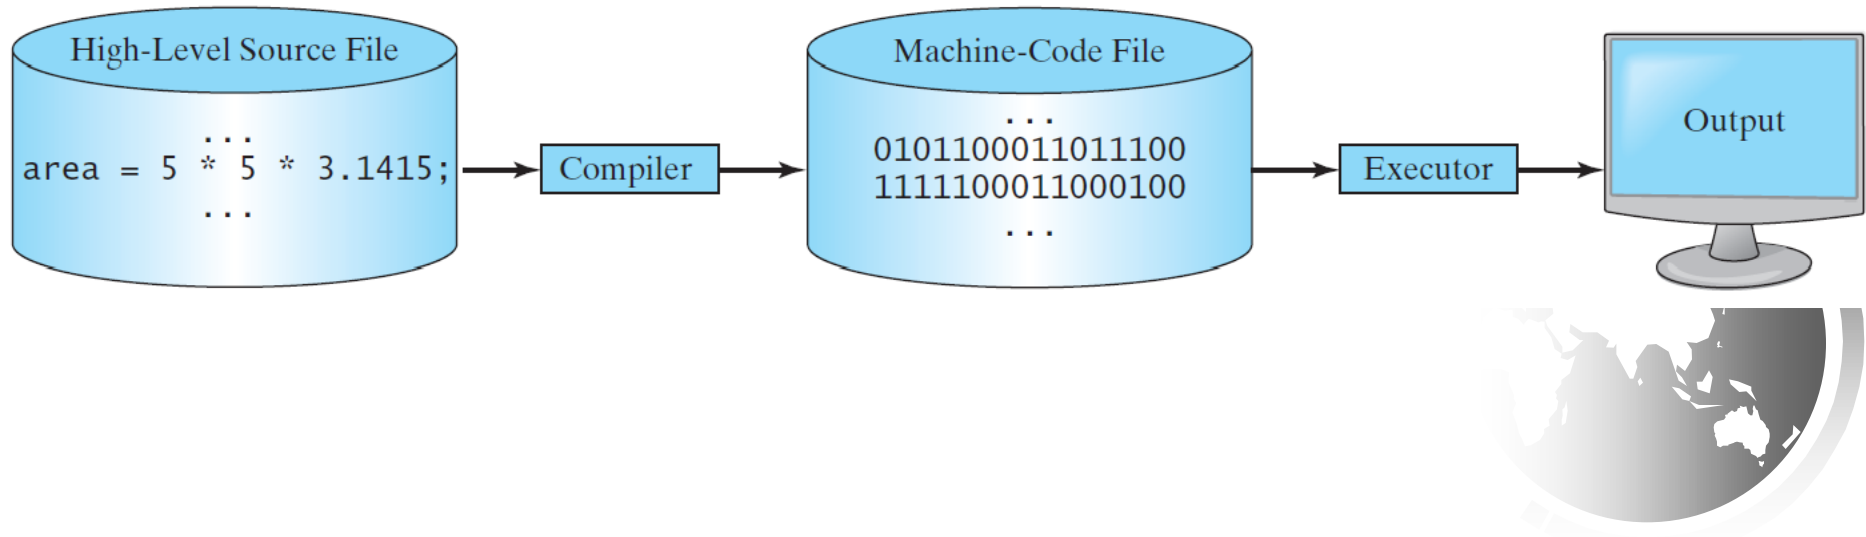 High-Level Source File
...
area = 5 * 5 * 3.1415;
...
Compiler
Machine-Code File
...
0101100011011100
1111100011000100
...
Executor
Output